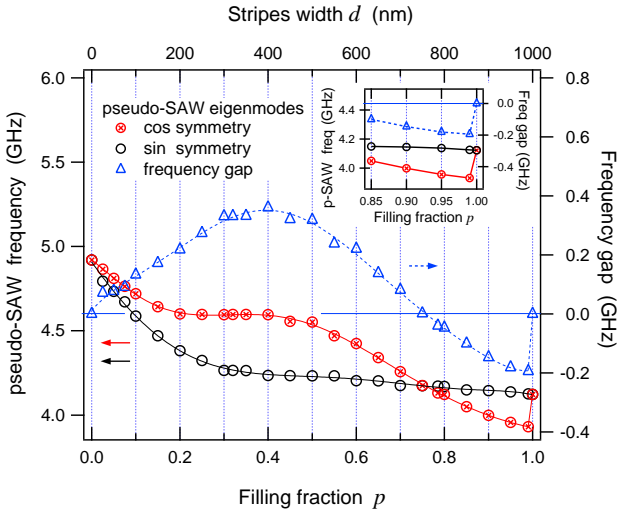 Stripes width d (nm)
0 200 400 600 800 1000
6.0
5.5
5.0
4.5
4.0
pseudo-SAW frequency (GHz)
0.8
0.6
0.4
0.2
0.0
-0.2
-0.4
Frequency gap (GHz)
pseudo-SAW eigenmodes
cos symmetry
sin symmetry
frequency gap
4.4
4.2
4.0
p-SAW freq (GHz)
0.0
-0.2
-0.4
Freq gap (GHz)
0.85 0.90 0.95 1.00
Filling fraction p
0.0 0.2 0.4 0.6 0.8 1.0
Filling fraction p